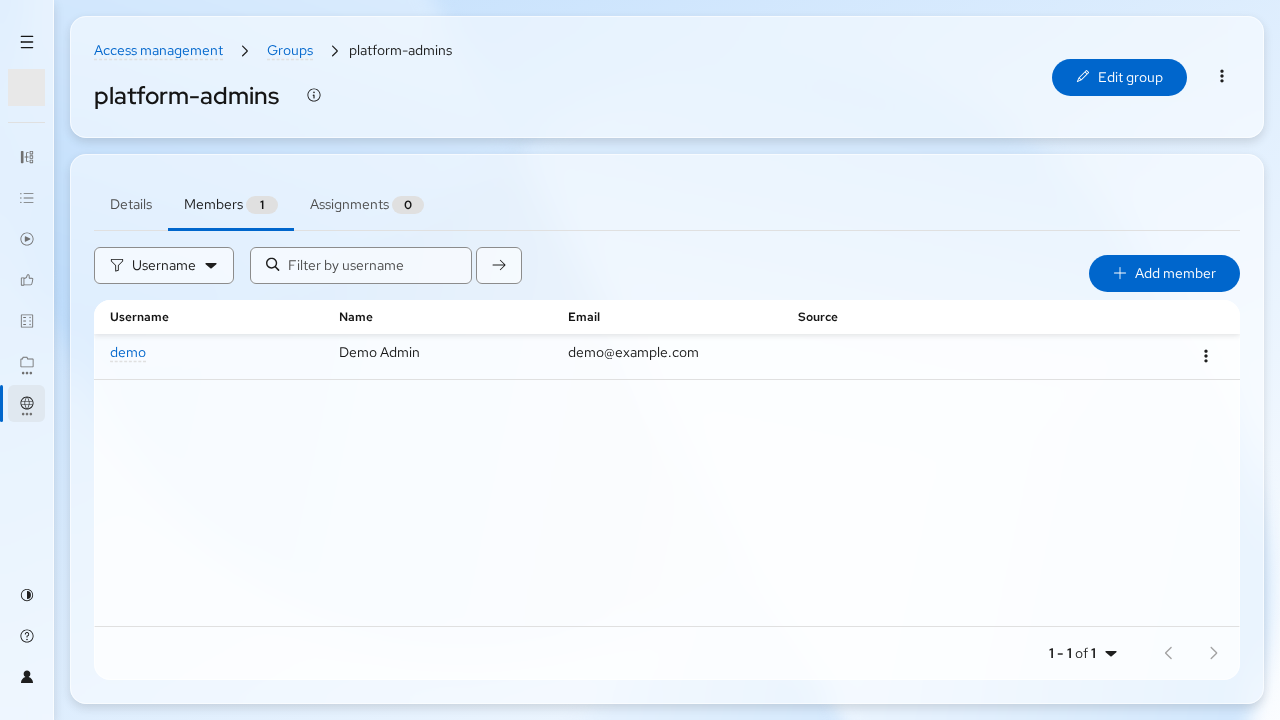 Access management
Groups
platform-admins
platform-admins
Edit group
Details
Members 1
Assignments 0
Username
Filter by username
Add member
Username Name Email Source
demo Demo Admin demo@example.com
1 - 1 of 1